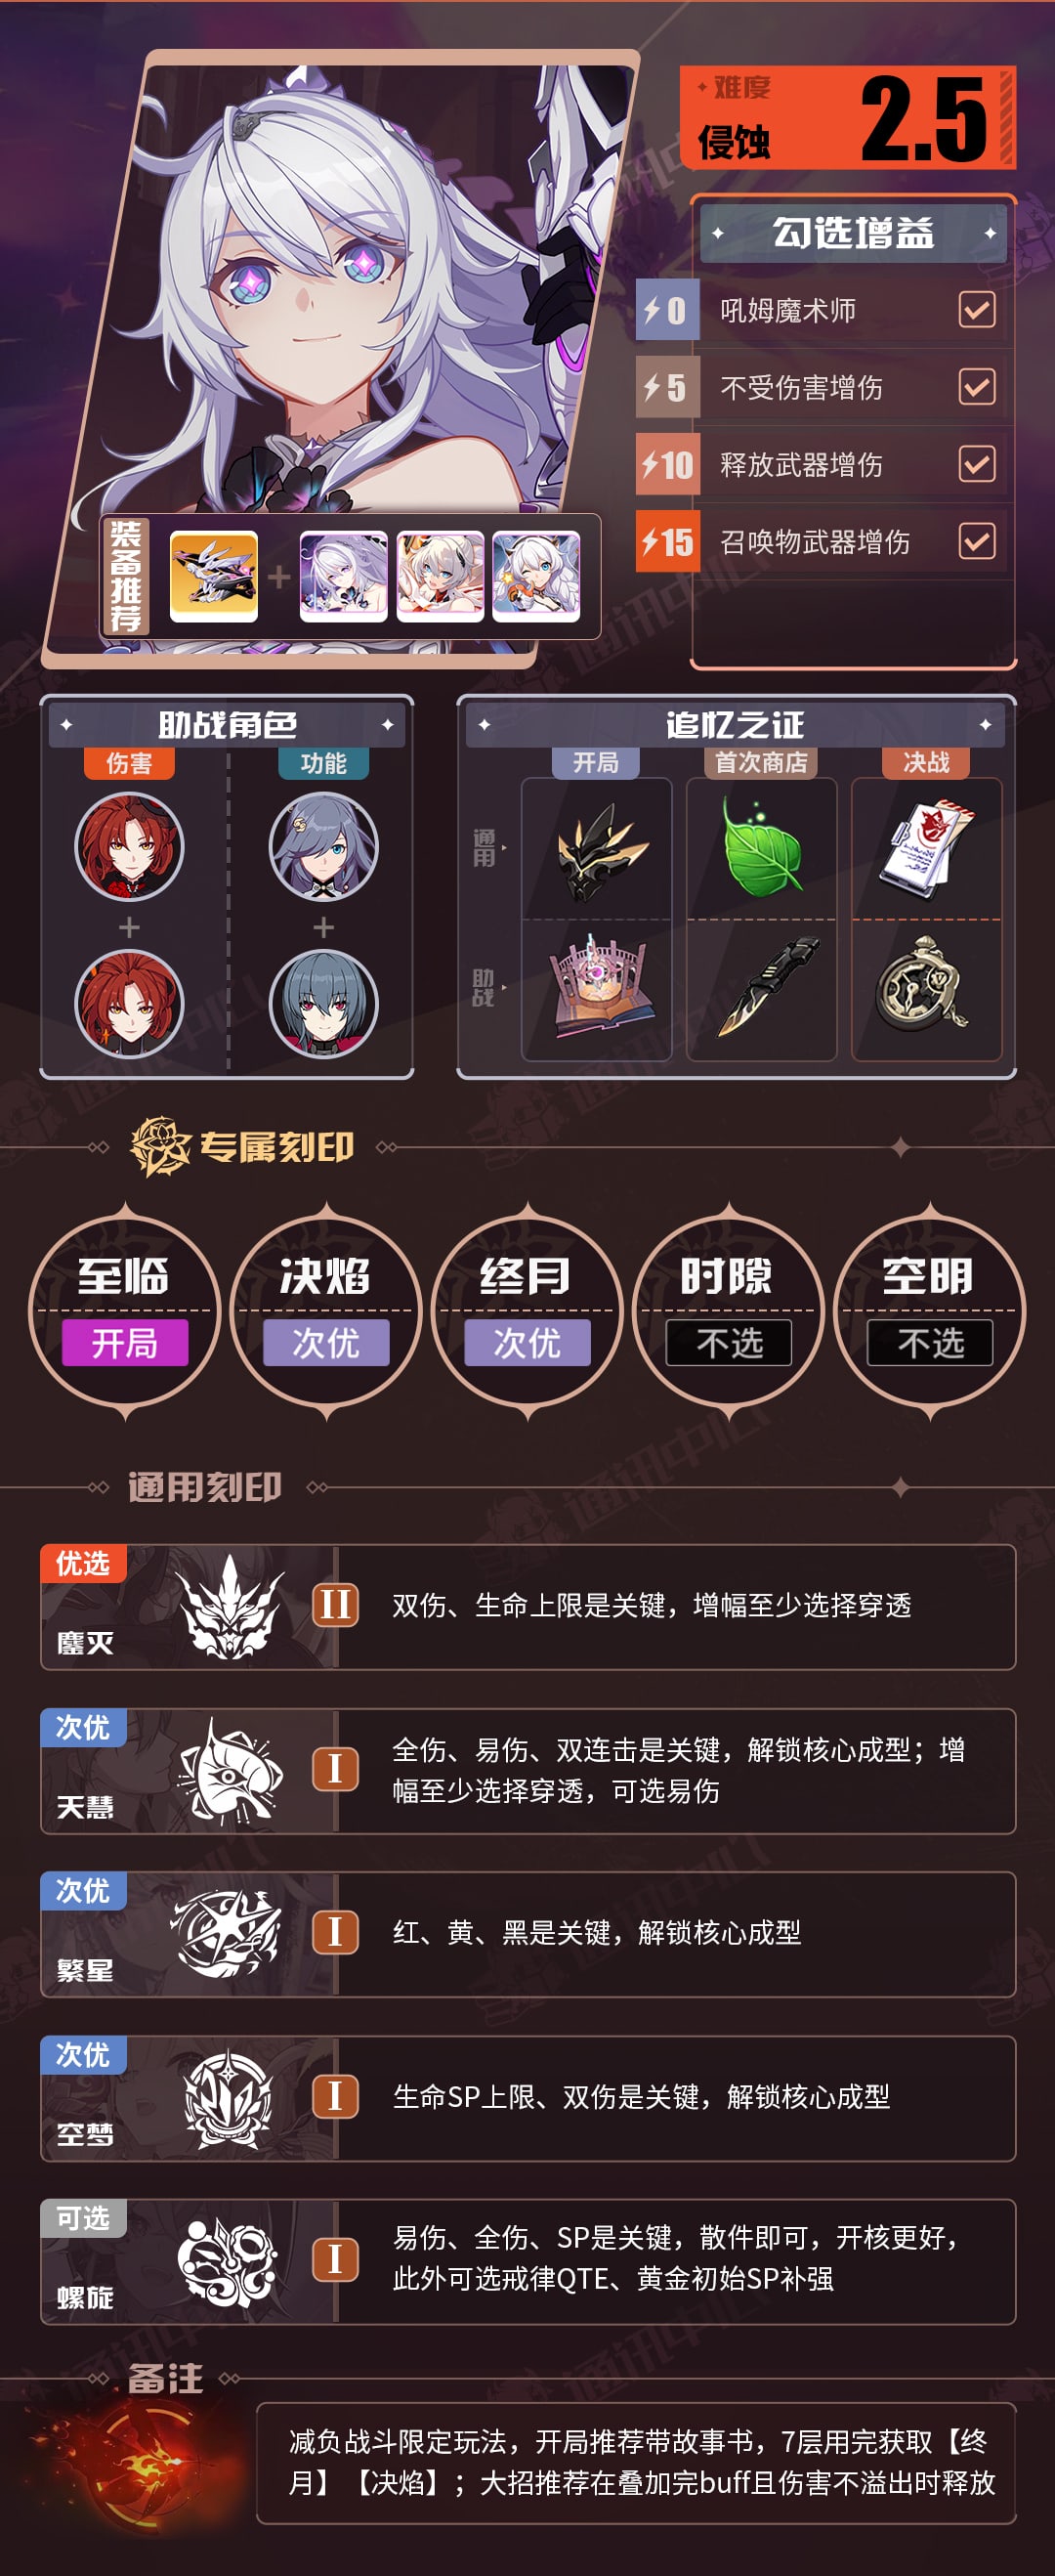 难度
侵蚀
2.5
勾选增益
0 吼姆魔术师
5 不受伤害增伤
10 释放武器增伤
15 召唤物武器增伤
装备推荐
助战角色
伤害
功能
追忆之证
开局
首次商店
决战
通用
助战
专属刻印
至临
开局
决焰
次优
终月
次优
时隙
不选
空明
不选
通用刻印
优选
鏖灭
II
双伤、生命上限是关键，增幅至少选择穿透
次优
天慧
I
全伤、易伤、双连击是关键，解锁核心成型；增
幅至少选择穿透，可选易伤
次优
繁星
I
红、黄、黑是关键，解锁核心成型
次优
空梦
I
生命SP上限、双伤是关键，解锁核心成型
可选
螺旋
I
易伤、全伤、SP是关键，散件即可，开核更好，
此外可选戒律QTE、黄金初始SP补强
备注
减负战斗限定玩法，开局推荐带故事书，7层用完获取【终
月】【决焰】；大招推荐在叠加完buff且伤害不溢出时释放